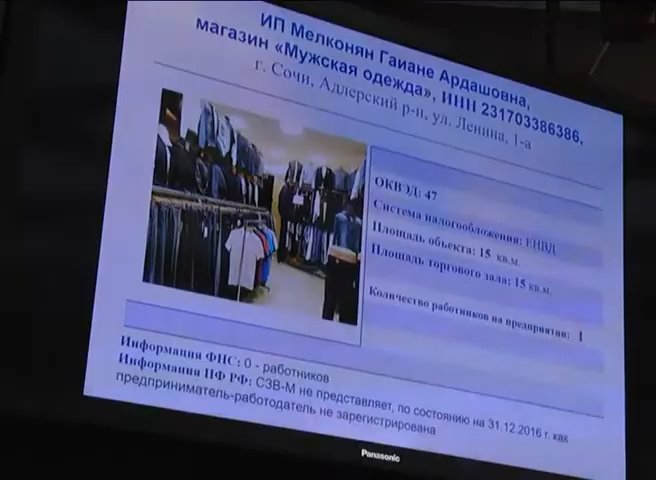 ИП Мелконян Гаиане Ардашовна,
магазин «Мужская одежда», ИНН 231703386386,
г. Сочи, Адлерский р-н, ул. Ленина, 1-а
ОКВЭД: 47
Система налогообложения: ЕНВД
Площадь объекта: 15 кв.м.
Площадь торгового зала: 15 кв.м.
Количество работников на предприятии: 1
Информация ФНС: 0 - работников
Информация ПФ РФ: СЗВ-М не представляет, по состоянию на 31.12.2016 г. как
предприниматель-работодатель не зарегистрирована
Panasonic